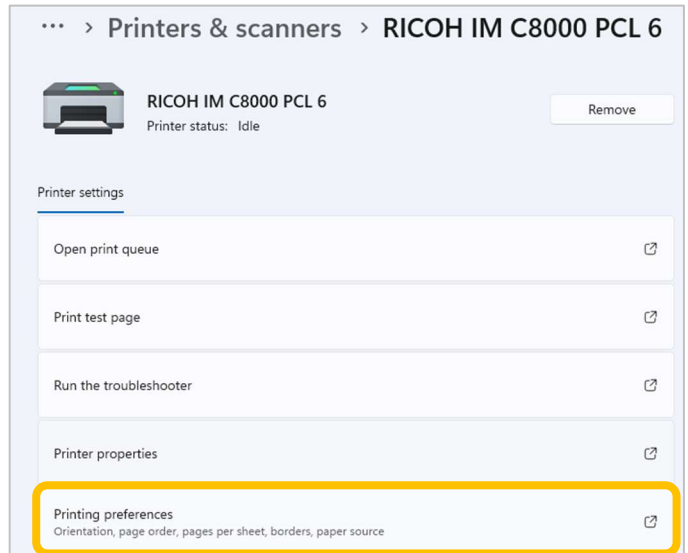 ··· > Printers & scanners > RICOH IM C8000 PCL 6
RICOH IM C8000 PCL 6
Printer status: Idle
Remove
Printer settings
Open print queue
Print test page
Run the troubleshooter
Printer properties
Printing preferences
Orientation, page order, pages per sheet, borders, paper source